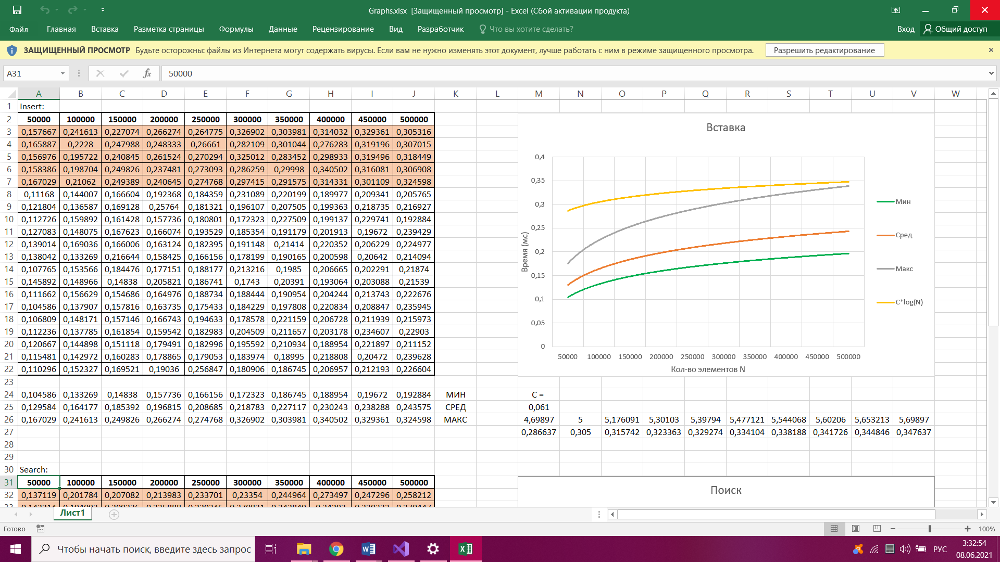 Graphs.xlsx [Защищенный просмотр] - Excel (Сбой активации продукта)
Файл Главная Вставка Разметка страницы Формулы Данные Рецензирование Вид Разработчик Что вы хотите сделать? Вход Общий доступ
ЗАЩИЩЕННЫЙ ПРОСМОТР Будьте осторожны: файлы из Интернета могут содержать вирусы. Если вам не нужно изменять этот документ, лучше работать с ним в режиме защищенного просмотра. Разрешить редактирование
A31 fx 50000
A B C D E F G H I J K L M N O P Q R S T U V W
1 Insert:
2 50000 100000 150000 200000 250000 300000 350000 400000 450000 500000
3 0,157667 0,241613 0,227074 0,266274 0,264775 0,326902 0,303981 0,314032 0,329361 0,305316
4 0,165887 0,2228 0,247988 0,248333 0,26661 0,282109 0,301044 0,276283 0,319196 0,307015
5 0,156976 0,195722 0,240845 0,261524 0,270294 0,325012 0,283452 0,298933 0,319496 0,318449
6 0,158386 0,198704 0,249826 0,237481 0,273093 0,286259 0,29998 0,340502 0,316081 0,306908
7 0,167029 0,21062 0,249389 0,240645 0,274768 0,297415 0,291575 0,314331 0,301109 0,324598
8 0,11168 0,144007 0,166604 0,192368 0,184359 0,231089 0,220199 0,189977 0,209341 0,205765
9 0,121804 0,136587 0,169128 0,25764 0,181321 0,196107 0,207505 0,199363 0,218735 0,216927
10 0,112726 0,159892 0,161428 0,157736 0,180801 0,172323 0,227509 0,199137 0,229741 0,192884
11 0,127083 0,148075 0,167623 0,166074 0,193529 0,185354 0,191179 0,201913 0,19672 0,239429
12 0,139014 0,169036 0,166006 0,163124 0,182395 0,191148 0,21414 0,220352 0,206229 0,224977
13 0,138042 0,133269 0,216644 0,158425 0,166156 0,178199 0,190165 0,200598 0,20642 0,214094
14 0,107765 0,153566 0,184476 0,177151 0,188177 0,213216 0,1985 0,206665 0,202291 0,21874
15 0,145892 0,148966 0,14838 0,205821 0,186741 0,1743 0,20391 0,193064 0,203088 0,21539
16 0,111662 0,156629 0,154686 0,164976 0,188734 0,188444 0,190954 0,204244 0,213743 0,222676
17 0,104586 0,137907 0,157816 0,163735 0,175433 0,184229 0,197808 0,220834 0,208847 0,235945
18 0,106809 0,148171 0,157146 0,166743 0,194633 0,178578 0,221159 0,206728 0,211939 0,215973
19 0,112236 0,137785 0,161854 0,159542 0,182983 0,204509 0,211657 0,203178 0,234607 0,22903
20 0,120667 0,144898 0,151118 0,179491 0,182996 0,195592 0,210934 0,188954 0,221897 0,211152
21 0,115481 0,142972 0,160283 0,178865 0,179053 0,183974 0,18995 0,218808 0,20472 0,239628
22 0,110296 0,152327 0,169521 0,19036 0,256847 0,180906 0,186745 0,206957 0,212193 0,226604
23
24 0,104586 0,133269 0,14838 0,157736 0,166156 0,172323 0,186745 0,188954 0,19672 0,192884 МИН C =
25 0,129584 0,164177 0,185392 0,196815 0,208685 0,218783 0,227117 0,230243 0,238288 0,243575 СРЕД 0,061
26 0,167029 0,241613 0,249826 0,266274 0,274768 0,326902 0,303981 0,340502 0,329361 0,324598 МАКС 4,69897 5 5,176091 5,30103 5,39794 5,477121 5,544068 5,60206 5,653213 5,69897
27 0,286637 0,305 0,315742 0,323363 0,329274 0,334104 0,338188 0,341726 0,344846 0,347637
28
29
30 Search:
31 50000 100000 150000 200000 250000 300000 350000 400000 450000 500000
32 0,137119 0,201784 0,207082 0,213983 0,233701 0,23354 0,244964 0,273497 0,247296 0,258212
Вставка
0,4
0,35
0,3
0,25
0,2
0,15
0,1
0,05
0
Время (мс)
50000 100000 150000 200000 250000 300000 350000 400000 450000 500000
Кол-во элементов N
Мин
Сред
Макс
C*log(N)
Поиск
Лист1
Готово 100%
Чтобы начать поиск, введите здесь запрос РУС 3:32:54
08.06.2021